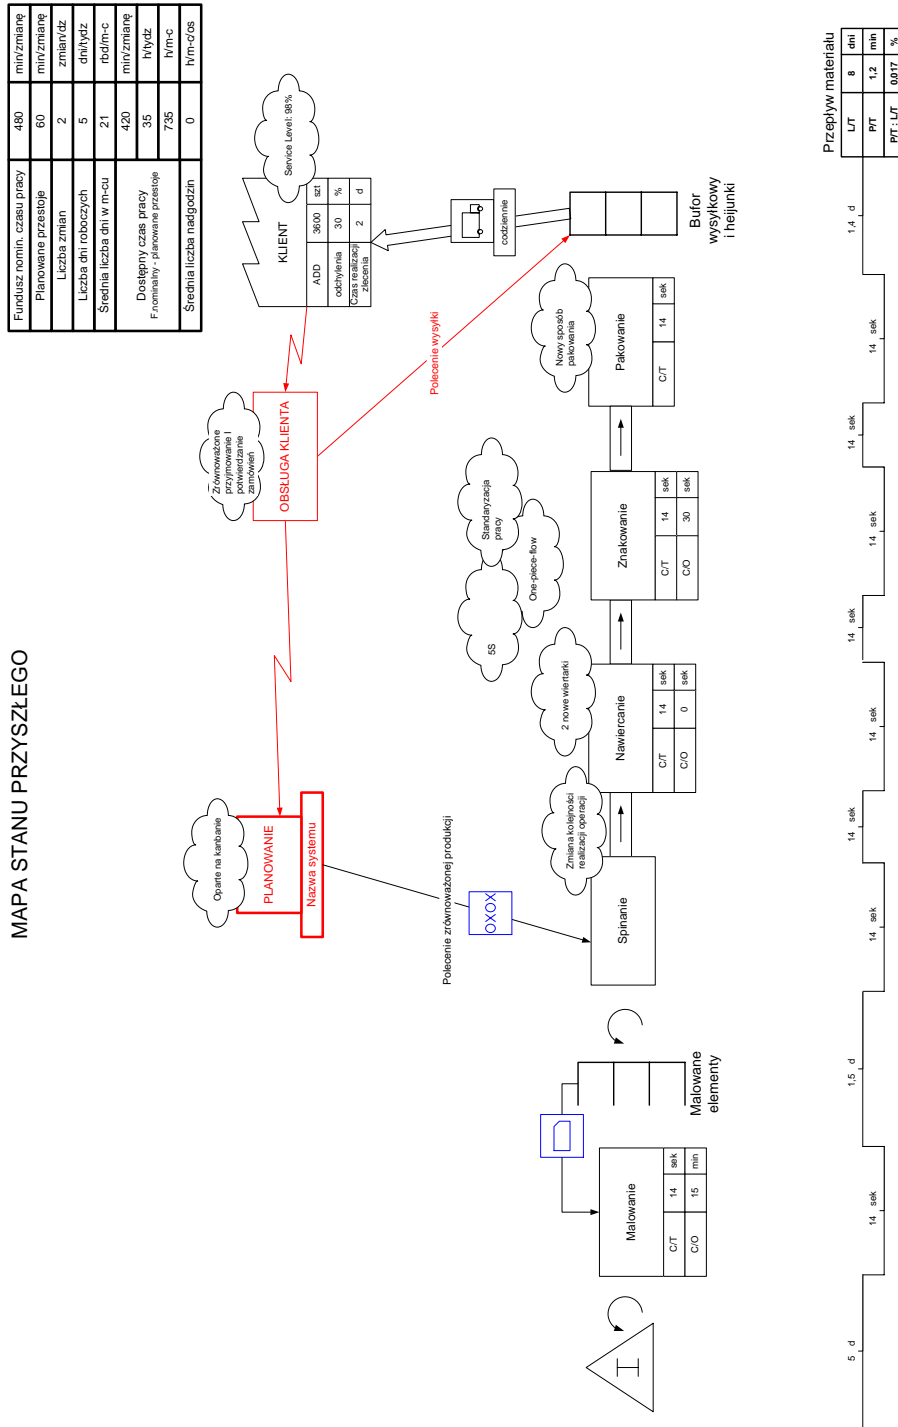 MAPA STANU PRZYSZŁEGO
Fundusz nomin. czasu pracy 480 min/zmianę
Planowane przestoje 60 min/zmianę
Liczba zmian 2 zmian/dz
Liczba dni roboczych 5 dni/tydz
Średnia liczba dni w m-cu 21 rbd/m-c
Dostępny czas pracy
F.nominalny - planowane przestoje
420 min/zmianę
35 h/tydz
735 h/m-c
Średnia liczba nadgodzin 0 h/m-c/os
Oparte na kanbanie
PLANOWANIE
Nazwa systemu
Zrównoważone
przyjmowanie I
potwierdzanie
zamówień
OBSŁUGA KLIENTA
Service Level: 98%
KLIENT
ADD 3600 szt
odchylenia 30 %
Czas realizacji
zlecenia
2 d
Polecenie wysyłki
codziennie
Polecenie zrównoważonej produkcji
OXOX
5S
Standaryzacja
pracy
One-piece-flow
Malowanie
C/T 14 sek
C/O 15 min
Malowane
elementy
Spinanie
Zmiana kolejności
realizacji operacji
2 nowe wiertarki
Nawiercanie
C/T 14 sek
C/O 0 sek
Znakowanie
C/T 14 sek
C/O 30 sek
Nowy sposób
pakowania
Pakowanie
C/T 14 sek
Bufor
wysyłkowy
i heijunki
I
5 d
14 sek
1,5 d
14 sek
14 sek
14 sek
14 sek
14 sek
14 sek
14 sek
1,4 d
Przepływ materiału
L/T 8 dni
P/T 1,2 min
P/T : L/T 0,017 %